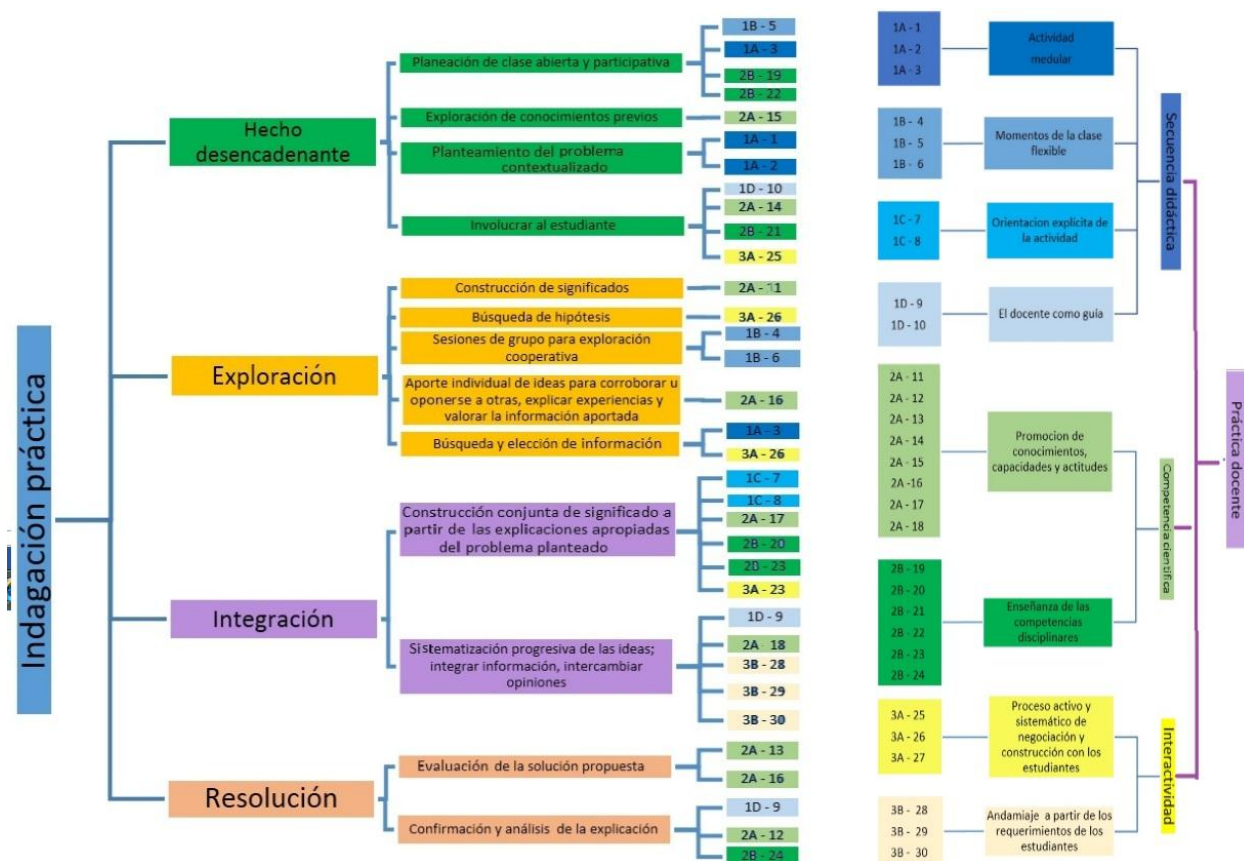 Indagación práctica
Hecho
desencadenante
Planeación de clase abierta y participativa
1B - 5
1A - 3
2B - 19
2B - 22
Exploración de conocimientos previos
2A - 15
Planteamiento del problema
contextualizado
1A - 1
1A - 2
Involucrar al estudiante
1D - 10
2A - 14
2B - 21
3A - 25
Exploración
Construcción de significados
2A - 11
Búsqueda de hipótesis
3A - 26
Sesiones de grupo para exploración
cooperativa
1B - 4
1B - 6
Aporte individual de ideas para corroborar u
oponerse a otras, explicar experiencias y
valorar la información aportada
2A - 16
Búsqueda y elección de información
1A - 3
3A - 26
Integración
Construcción conjunta de significado a
partir de las explicaciones apropiadas
del problema planteado
1C - 7
1C - 8
2A - 17
2B - 20
2B - 23
3A - 23
Sistematización progresiva de las ideas;
integrar información, intercambiar
opiniones
1D - 9
2A - 18
3B - 28
3B - 29
3B - 30
Resolución
Evaluación de la solución propuesta
2A - 13
2A - 16
Confirmación y análisis de la explicación
1D - 9
2A - 12
2B - 24
1A - 1
1A - 2
1A - 3
Actividad
medular
1B - 4
1B - 5
1B - 6
Momentos de la clase
flexible
1C - 7
1C - 8
Orientacion explícita de
la actividad
1D - 9
1D - 10
El docente como guía
Secuencia didáctica
2A - 11
2A - 12
2A - 13
2A - 14
2A - 15
2A -16
2A - 17
2A - 18
Promocion de
conocimientos,
capacidades y actitudes
2B - 19
2B - 20
2B - 21
2B - 22
2B - 23
2B - 24
Enseñanza de las
competencias
disciplinares
Competencia científica
3A - 25
3A - 26
3A - 27
Proceso activo y
sistemático de
negociación y
construcción con los
estudiantes
3B - 28
3B - 29
3B - 30
Andamiaje a partir de los
requerimientos de los
estudiantes
Interactividad
Práctica docente